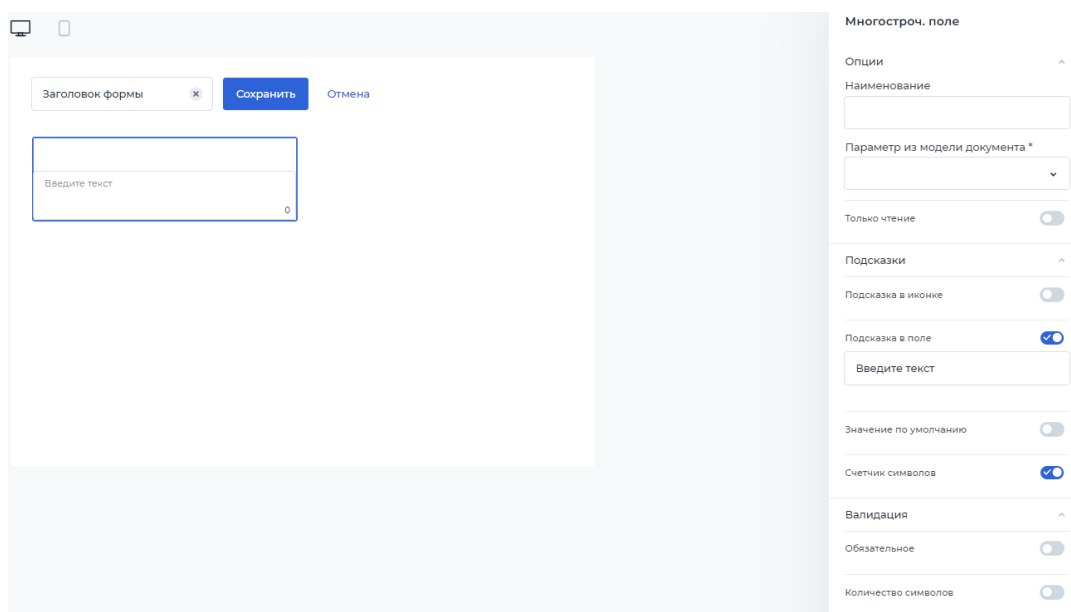 Заголовок формы
Сохранить
Отмена
Введите текст
0
Многостроч. поле
Опции
Наименование
Параметр из модели документа *
Только чтение
Подсказки
Подсказка в иконке
Подсказка в поле
Введите текст
Значение по умолчанию
Счетчик символов
Валидация
Обязательное
Количество символов